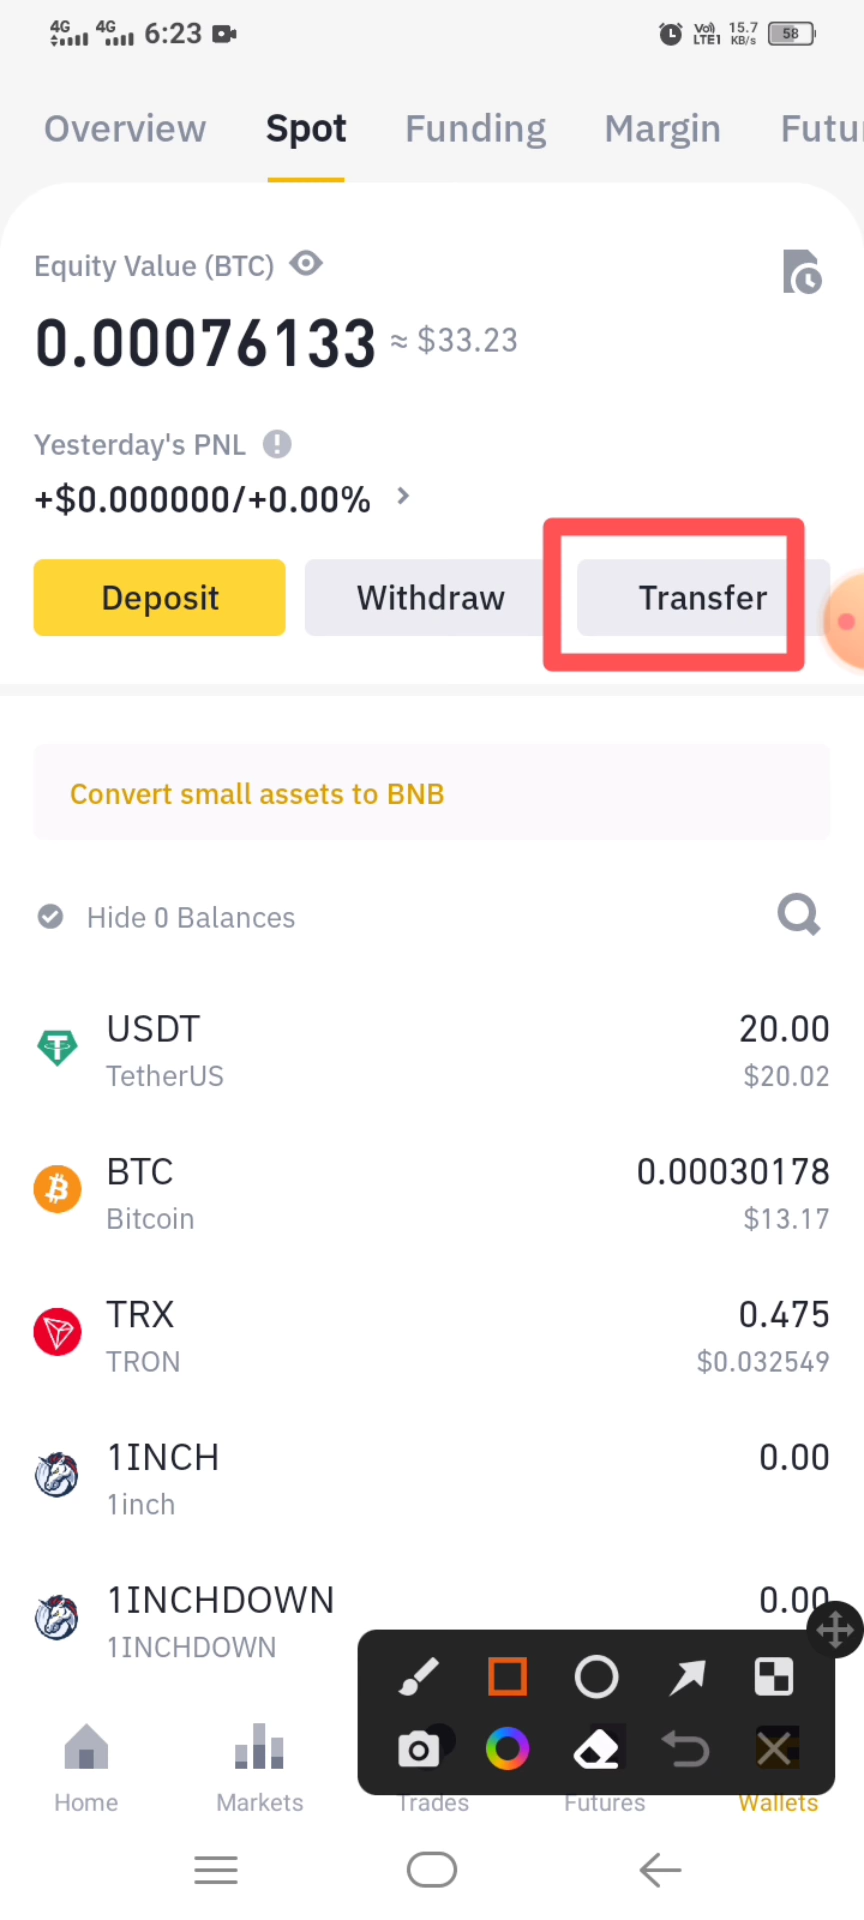 4G 4G 6:23 Vo) LTE1 15.7 KB/s 58
Overview Spot Funding Margin Futu
Equity Value (BTC)
0.00076133 ≈ $33.23
Yesterday's PNL
+$0.000000/+0.00%
Deposit Withdraw Transfer
Convert small assets to BNB
Hide 0 Balances
USDT 20.00
TetherUS $20.02
BTC 0.00030178
Bitcoin $13.17
TRX 0.475
TRON $0.032549
1INCH 0.00
1inch
1INCHDOWN 0.00
1INCHDOWN
Home Markets Trades Futures Wallets